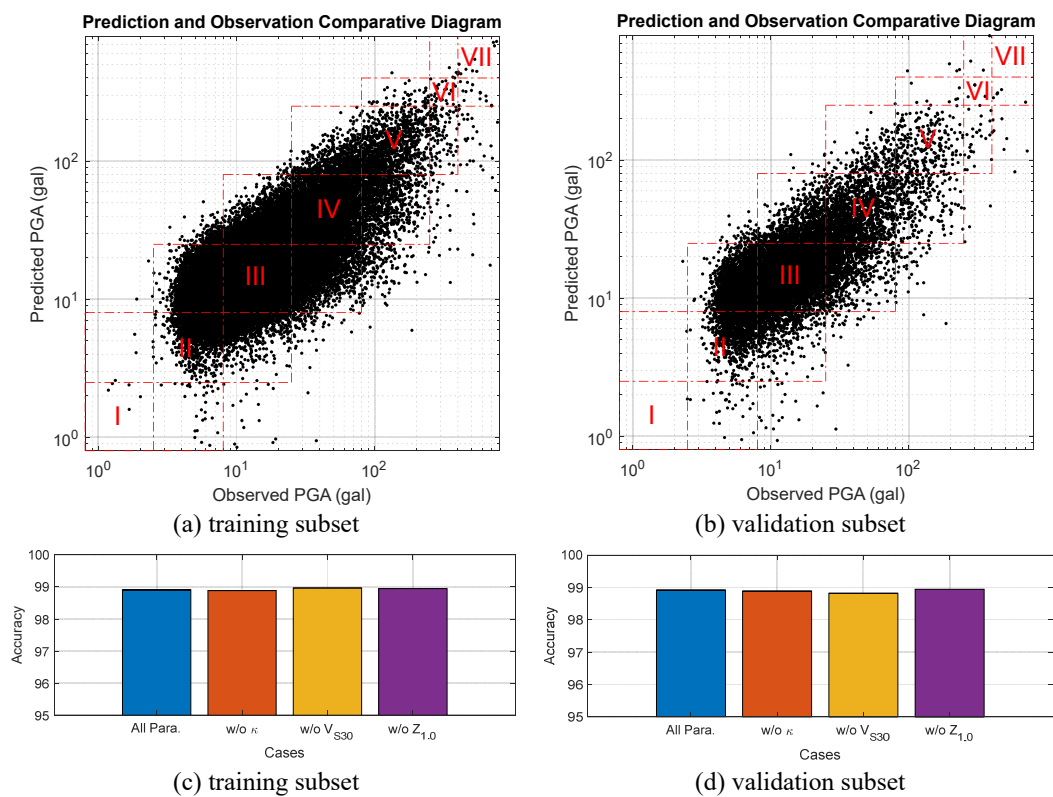 Prediction and Observation Comparative Diagram
Predicted PGA (gal)
10^2
10^1
10^0
VII
VI
V
IV
III
II
I
10^0 10^1 10^2
Observed PGA (gal)
(a) training subset
Prediction and Observation Comparative Diagram
Predicted PGA (gal)
10^2
10^1
10^0
VII
VI
V
IV
III
II
I
10^0 10^1 10^2
Observed PGA (gal)
(b) validation subset
Accuracy
100
99
98
97
96
95
All Para. w/o κ w/o V_S30 w/o Z_1.0
Cases
(c) training subset
Accuracy
100
99
98
97
96
95
All Para. w/o κ w/o V_S30 w/o Z_1.0
Cases
(d) validation subset